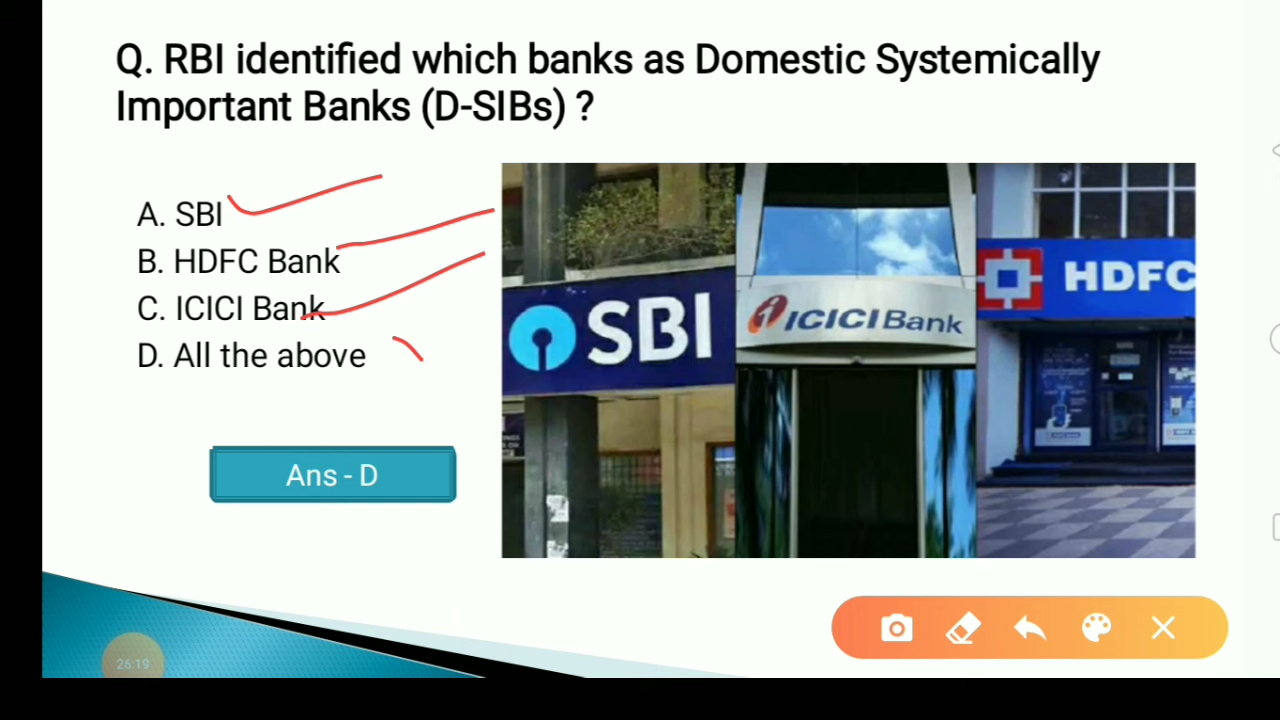 Q. RBI identified which banks as Domestic Systemically
Important Banks (D-SIBs) ?
A. SBI
B. HDFC Bank
C. ICICI Bank
D. All the above
Ans - D
SBI
ICICI Bank
HDFC
26:19